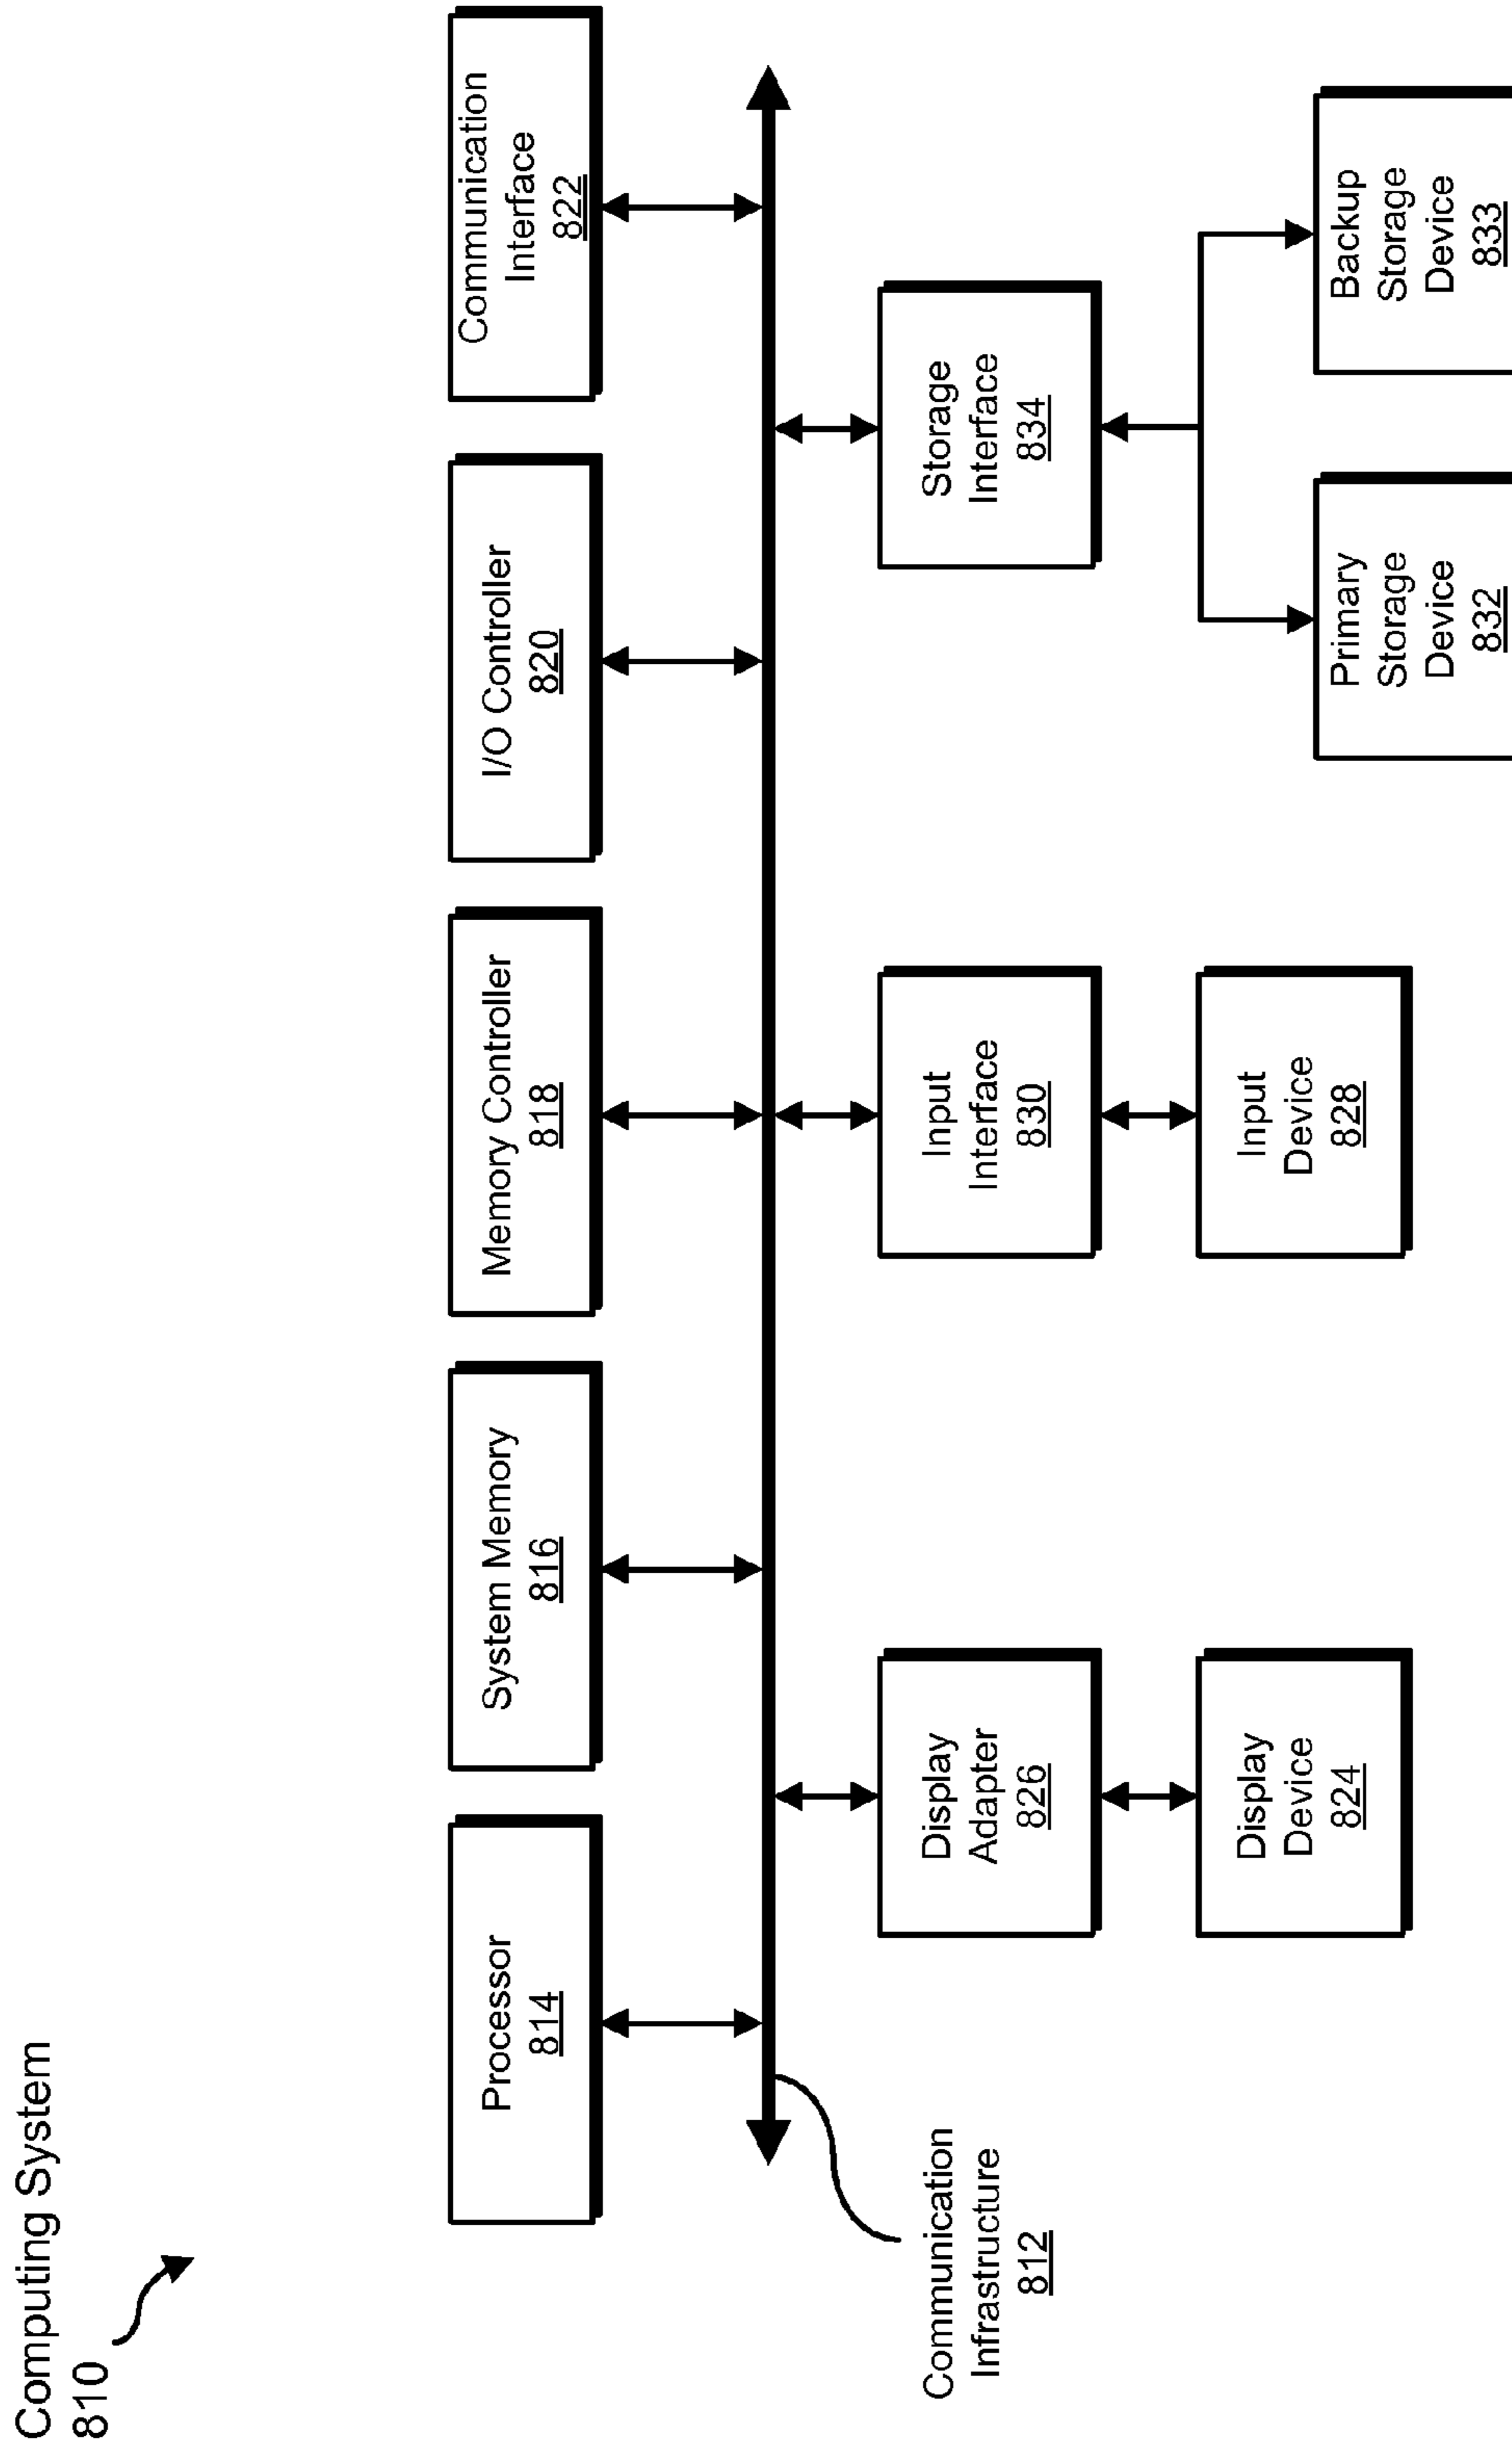 Computing System
810
Processor
814
System Memory
816
Memory Controller
818
I/O Controller
820
Communication
Interface
822
Communication
Infrastructure
812
Display
Adapter
826
Input
Interface
830
Storage
Interface
834
Display
Device
824
Input
Device
828
Primary
Storage
Device
832
Backup
Storage
Device
833